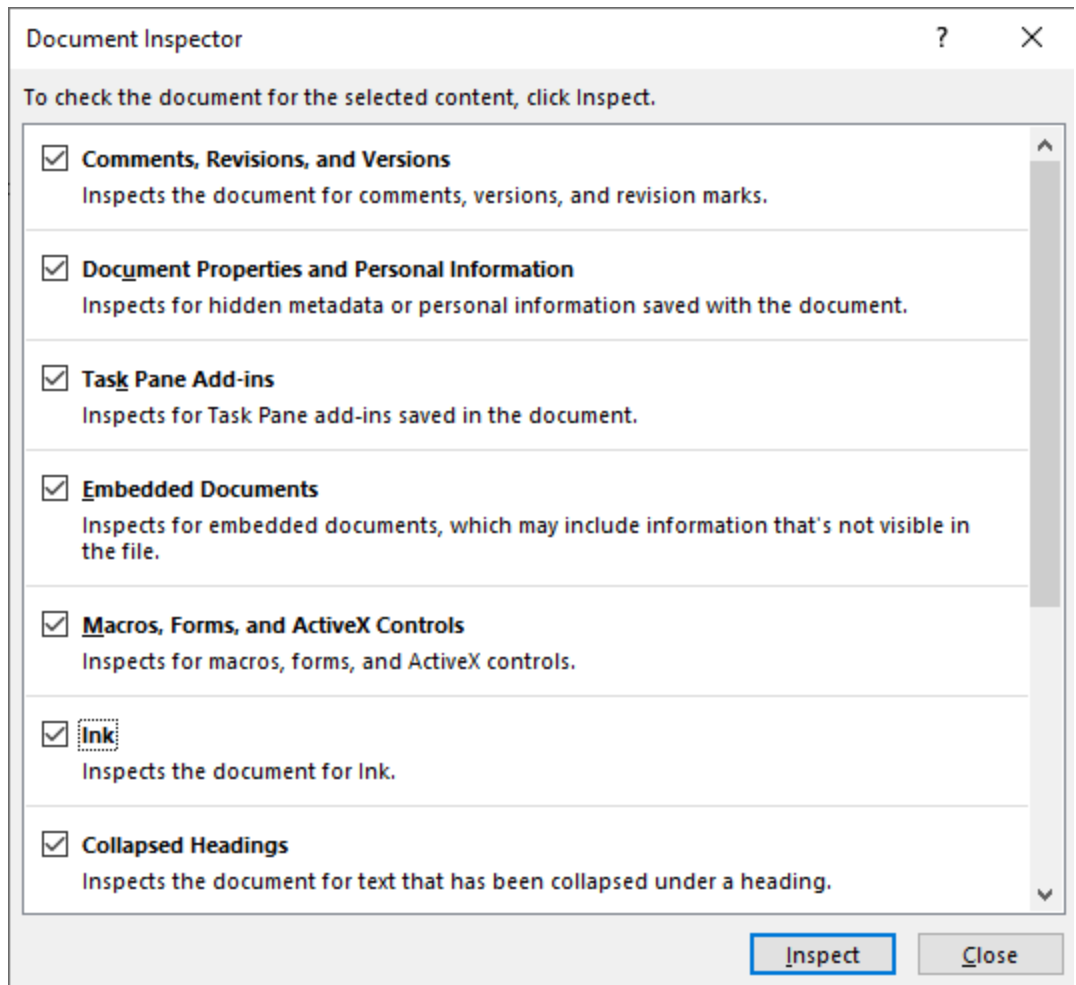 Document Inspector ?
To check the document for the selected content, click Inspect.
Comments, Revisions, and Versions
Inspects the document for comments, versions, and revision marks.
Document Properties and Personal Information
Inspects for hidden metadata or personal information saved with the document.
Task Pane Add-ins
Inspects for Task Pane add-ins saved in the document.
Embedded Documents
Inspects for embedded documents, which may include information that's not visible in
the file.
Macros, Forms, and ActiveX Controls
Inspects for macros, forms, and ActiveX controls.
Ink
Inspects the document for Ink.
Collapsed Headings
Inspects the document for text that has been collapsed under a heading.
Inspect Close